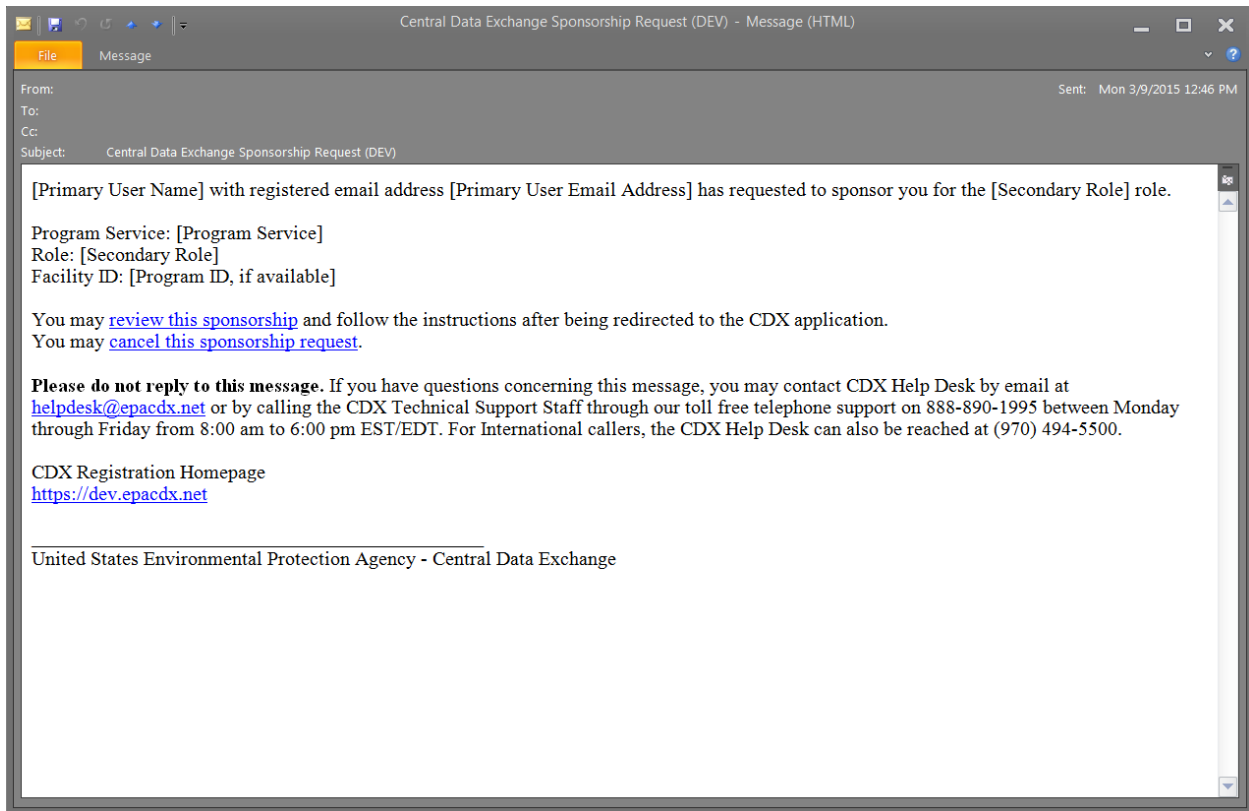 Central Data Exchange Sponsorship Request (DEV) - Message (HTML)
File Message
From: Sent: Mon 3/9/2015 12:46 PM
To:
Cc:
Subject: Central Data Exchange Sponsorship Request (DEV)
[Primary User Name] with registered email address [Primary User Email Address] has requested to sponsor you for the [Secondary Role] role.
Program Service: [Program Service]
Role: [Secondary Role]
Facility ID: [Program ID, if available]
You may review this sponsorship and follow the instructions after being redirected to the CDX application.
You may cancel this sponsorship request.
Please do not reply to this message. If you have questions concerning this message, you may contact CDX Help Desk by email at
helpdesk@epacdx.net or by calling the CDX Technical Support Staff through our toll free telephone support on 888-890-1995 between Monday
through Friday from 8:00 am to 6:00 pm EST/EDT. For International callers, the CDX Help Desk can also be reached at (970) 494-5500.
CDX Registration Homepage
https://dev.epacdx.net
United States Environmental Protection Agency - Central Data Exchange